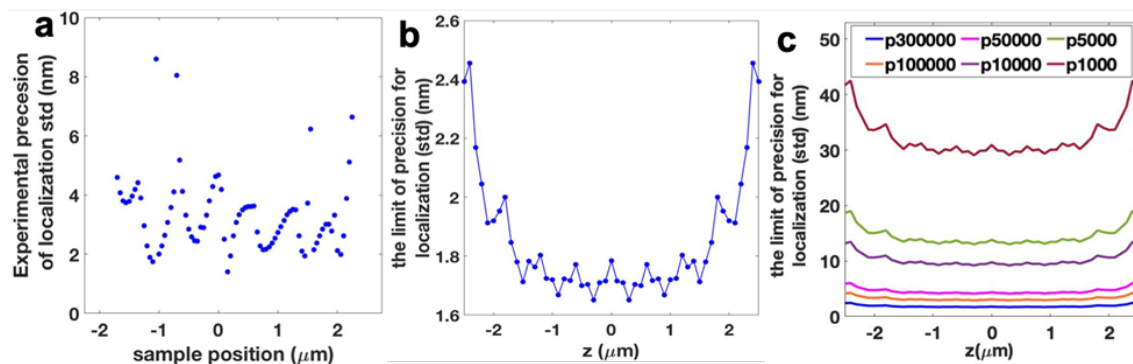 a
Experimental precesion
of localization std (nm)
10
8
6
4
2
0
-2
-1
0
1
2
sample position (μm)
b
the limit of precision for
localization (std) (nm)
2.6
2.4
2.2
2
1.8
1.6
-2
-1
0
1
2
z (μm)
c
the limit of precision for
localization (std) (nm)
50
40
30
20
10
0
p300000 p50000 p5000
p100000 p10000 p1000
-2
-1
0
1
2
z(μm)